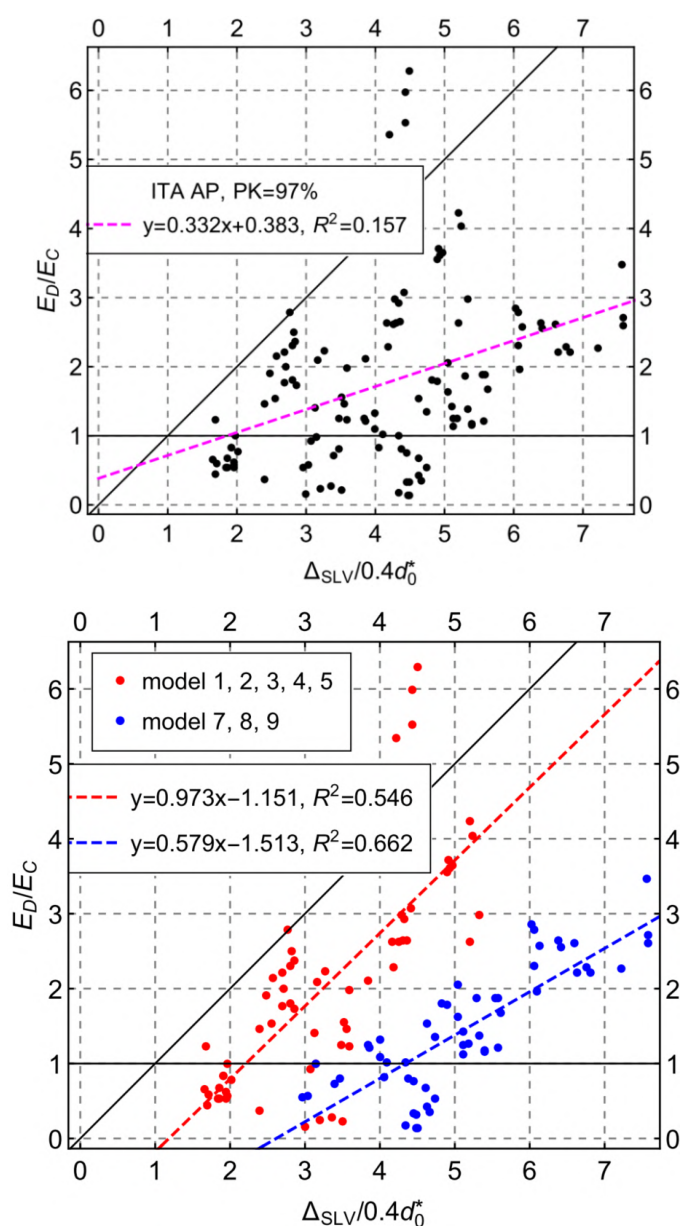 0 1 2 3 4 5 6 7
6 6
5 5
4 4
3 3
2 2
1 1
0 0
ITA AP, PK=97%
y=0.332x+0.383, R²=0.157
E_D/E_C
0 1 2 3 4 5 6 7
Δ_SLV/0.4d₀*
0 1 2 3 4 5 6 7
model 1, 2, 3, 4, 5
model 7, 8, 9
y=0.973x−1.151, R²=0.546
y=0.579x−1.513, R²=0.662
6 6
5 5
4 4
3 3
2 2
1 1
0 0
E_D/E_C
0 1 2 3 4 5 6 7
Δ_SLV/0.4d₀*